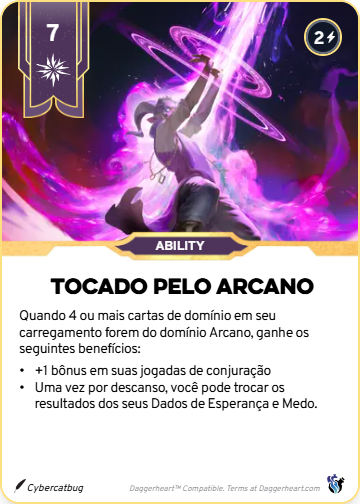 7
2
ABILITY
TOCADO PELO ARCANO
Quando 4 ou mais cartas de domínio em seu
carregamento forem do domínio Arcano, ganhe os
seguintes benefícios:
• +1 bônus em suas jogadas de conjuração
• Uma vez por descanso, você pode trocar os
resultados dos seus Dados de Esperança e Medo.
Cybercatbug
Daggerheart™ Compatible. Terms at Daggerheart.com